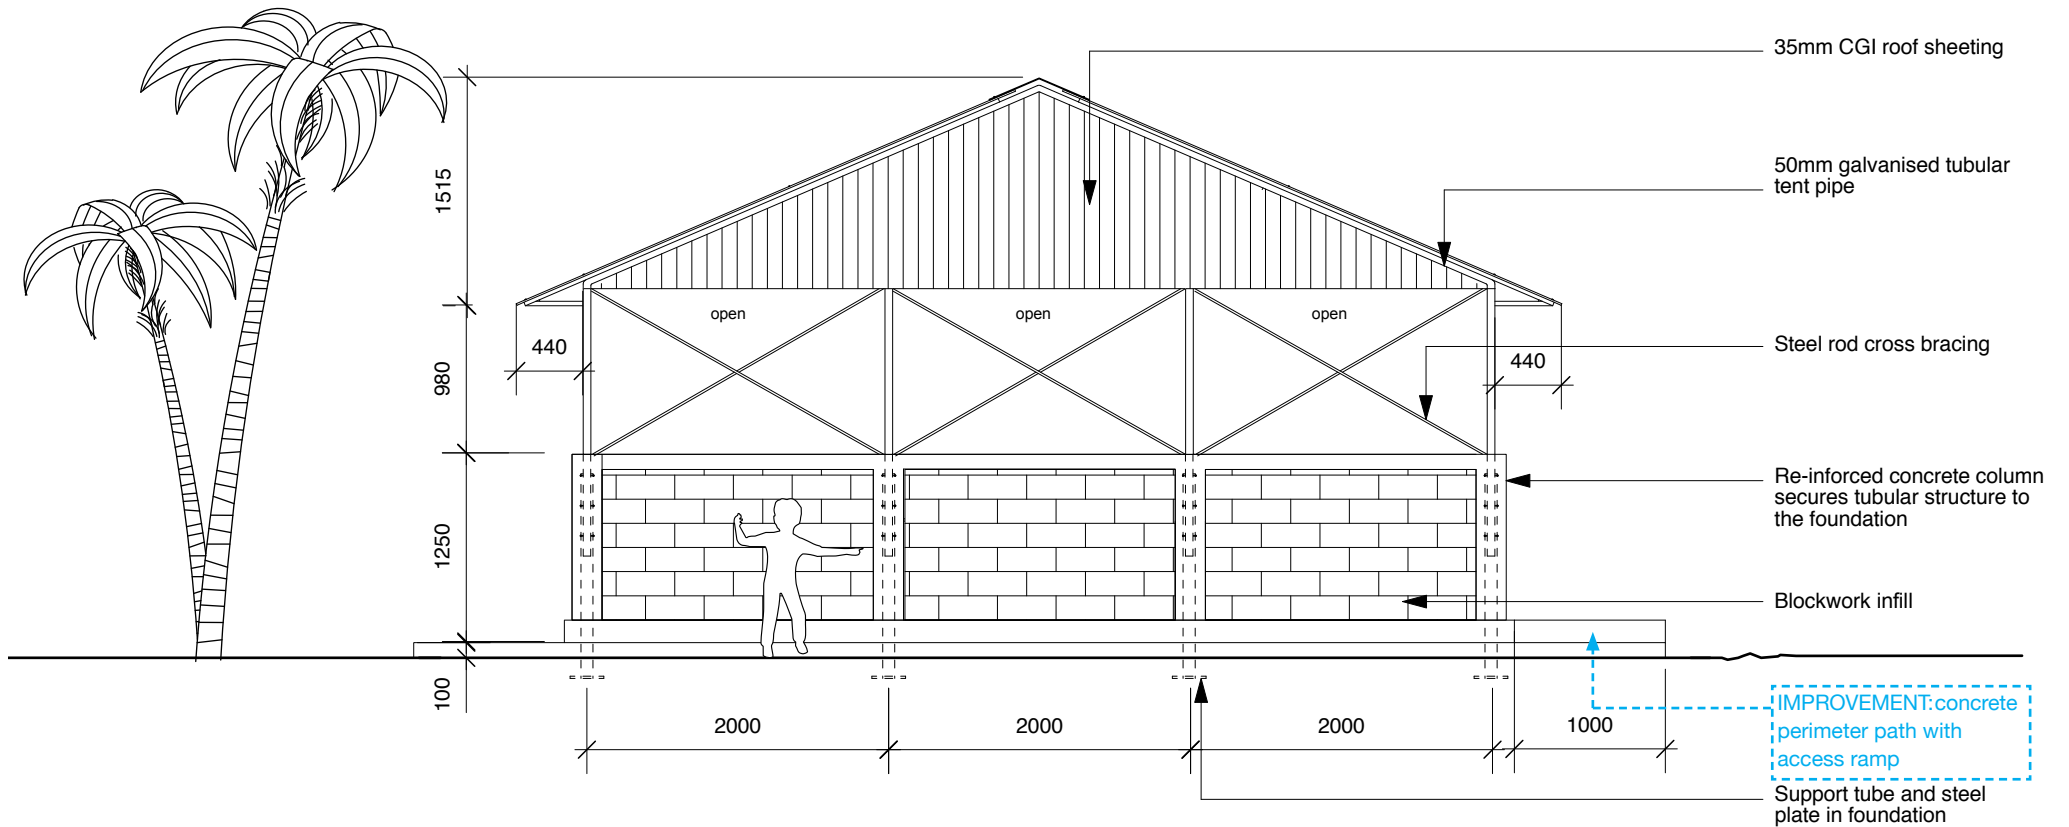 35mm CGI roof sheeting
50mm galvanised tubular
tent pipe
1515
open
open
open
Steel rod cross bracing
440
440
980
Re-inforced concrete column
secures tubular structure to
the foundation
1250
Blockwork infill
100
IMPROVEMENT:concrete
perimeter path with
access ramp
2000
2000
2000
1000
Support tube and steel
plate in foundation